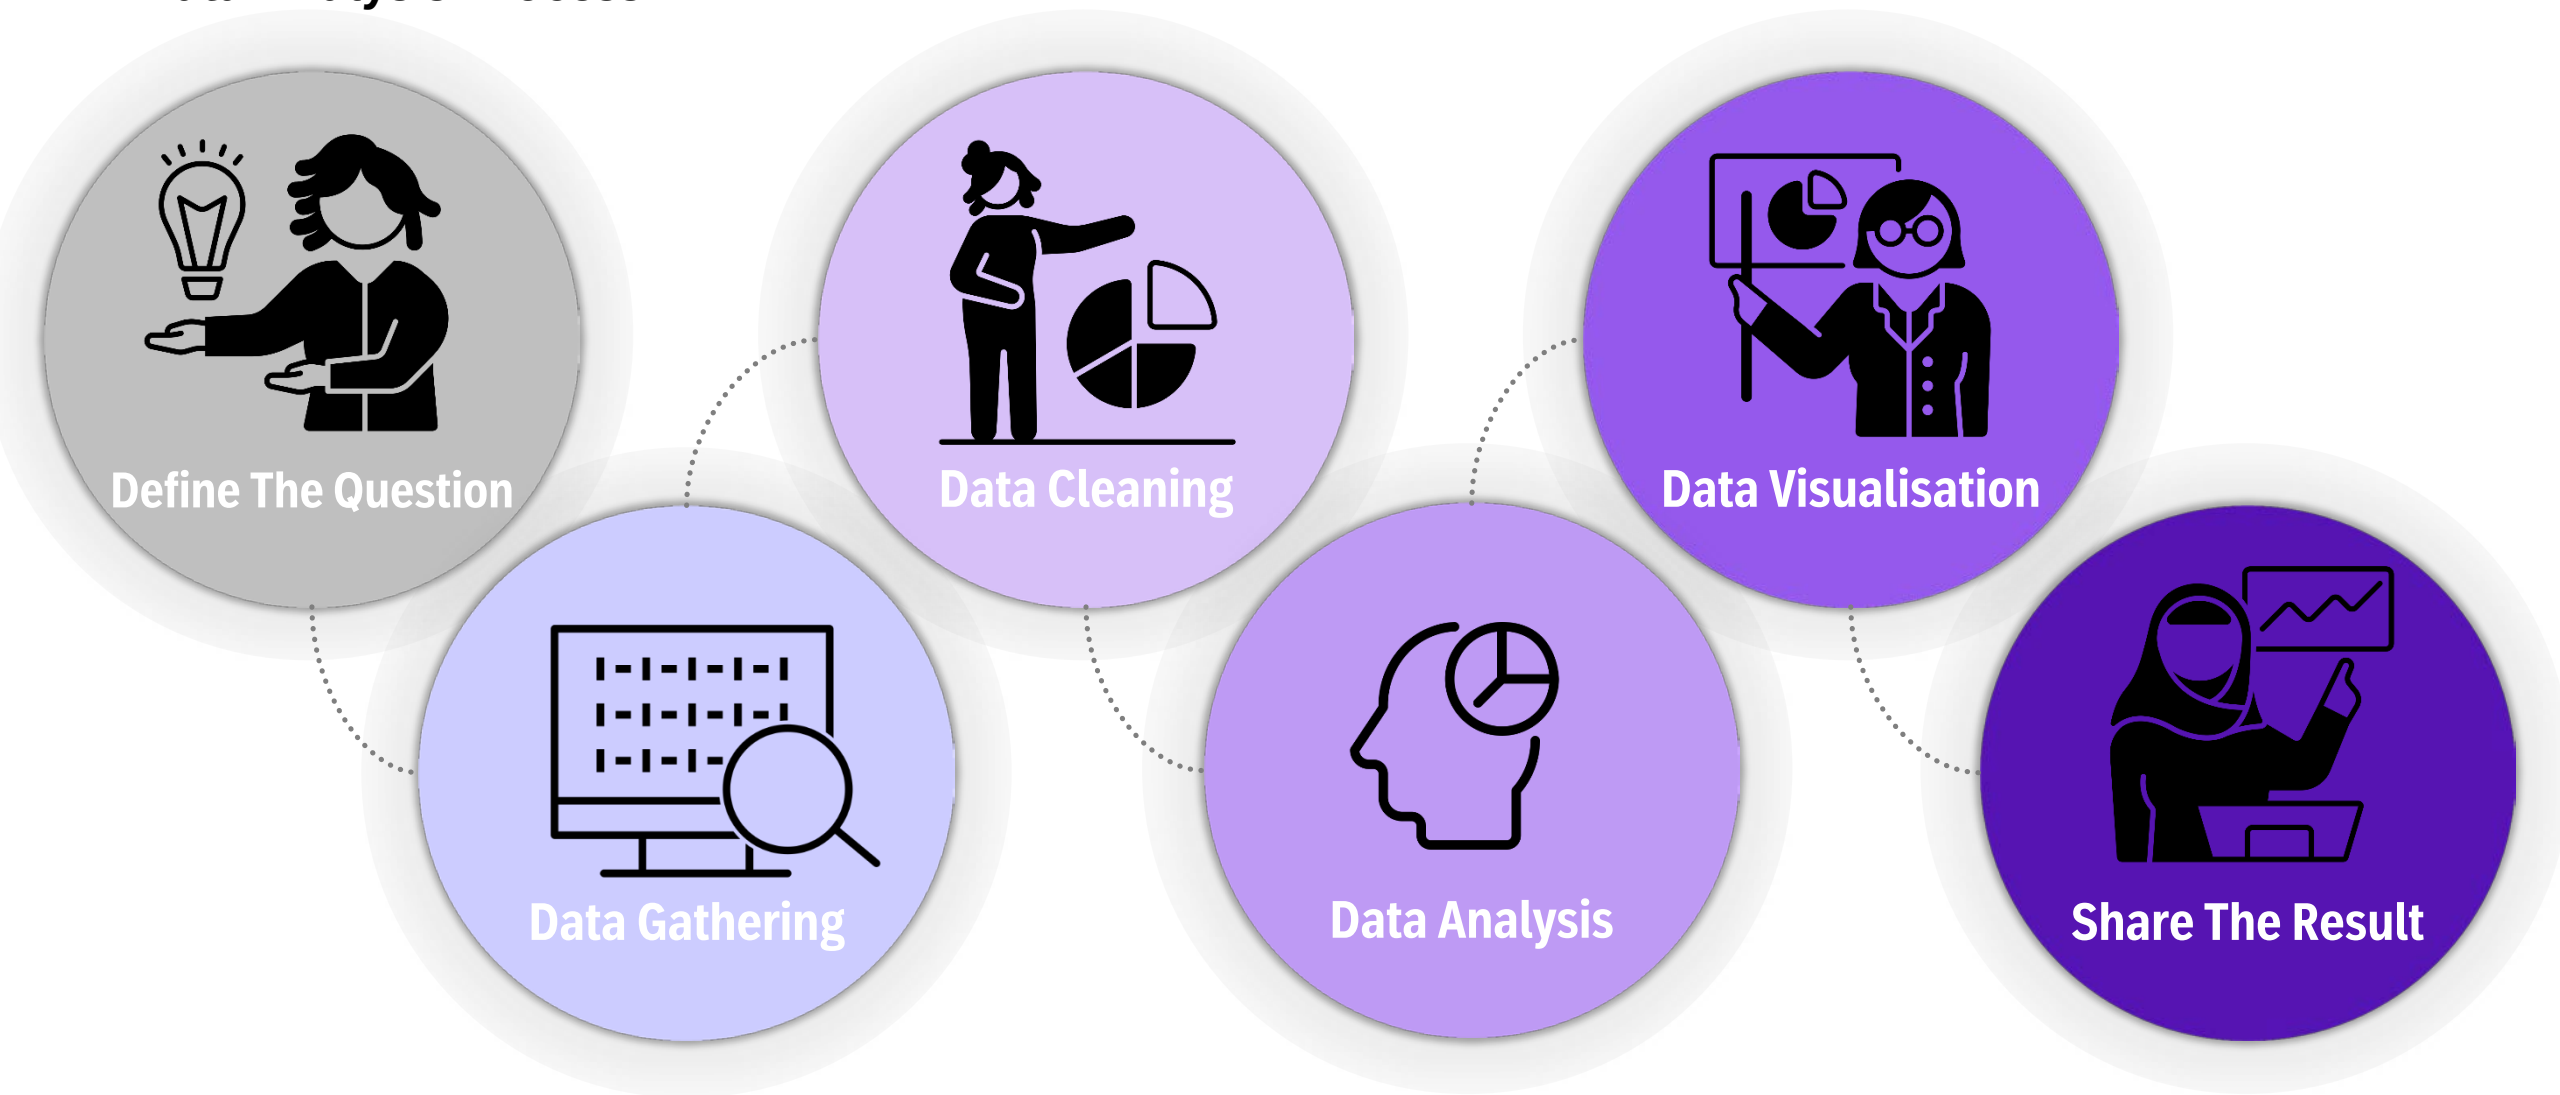 Define The Question
Data Gathering
Data Cleaning
Data Analysis
Data Visualisation
Share The Result